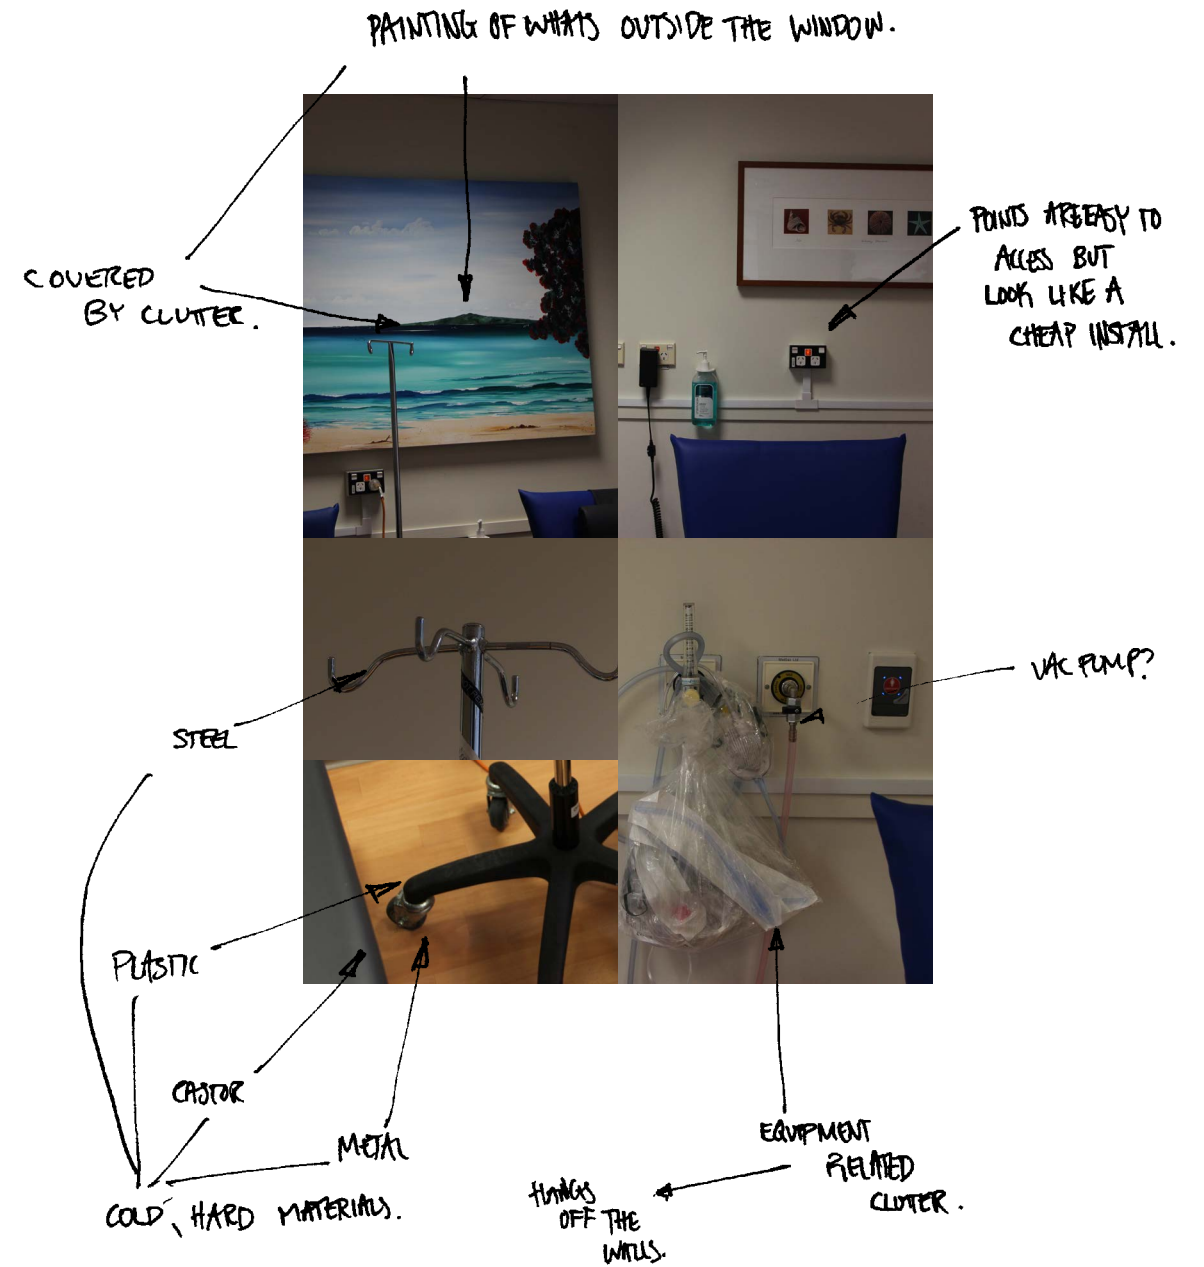 PAINTING OF WHATS OUTSIDE THE WINDOW.
COVERED
BY CLUTTER.
POINTS ARE EASY TO
ACCESS BUT
LOOK LIKE A
CHEAP INSTALL.
VAC PUMP?
STEEL
PLASTIC
CASTOR
METAL
COLD, HARD MATERIALS.
EQUIPMENT
RELATED
CLUTTER.
HANGS
OFF THE
WALLS.